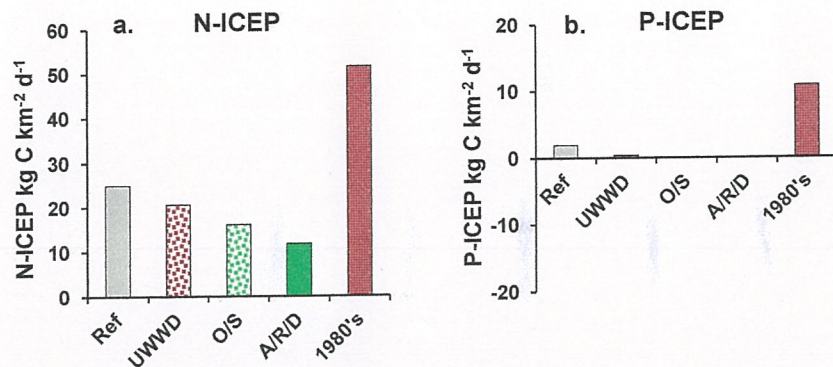 a. N-ICEP
N-ICEP kg C km-2 d-1
60
50
40
30
20
10
0
Ref
UWWD
O/S
A/R/D
1980's
b. P-ICEP
P-ICEP kg C km-2 d-1
20
10
0
-10
-20
Ref
UWWD
O/S
A/R/D
1980's